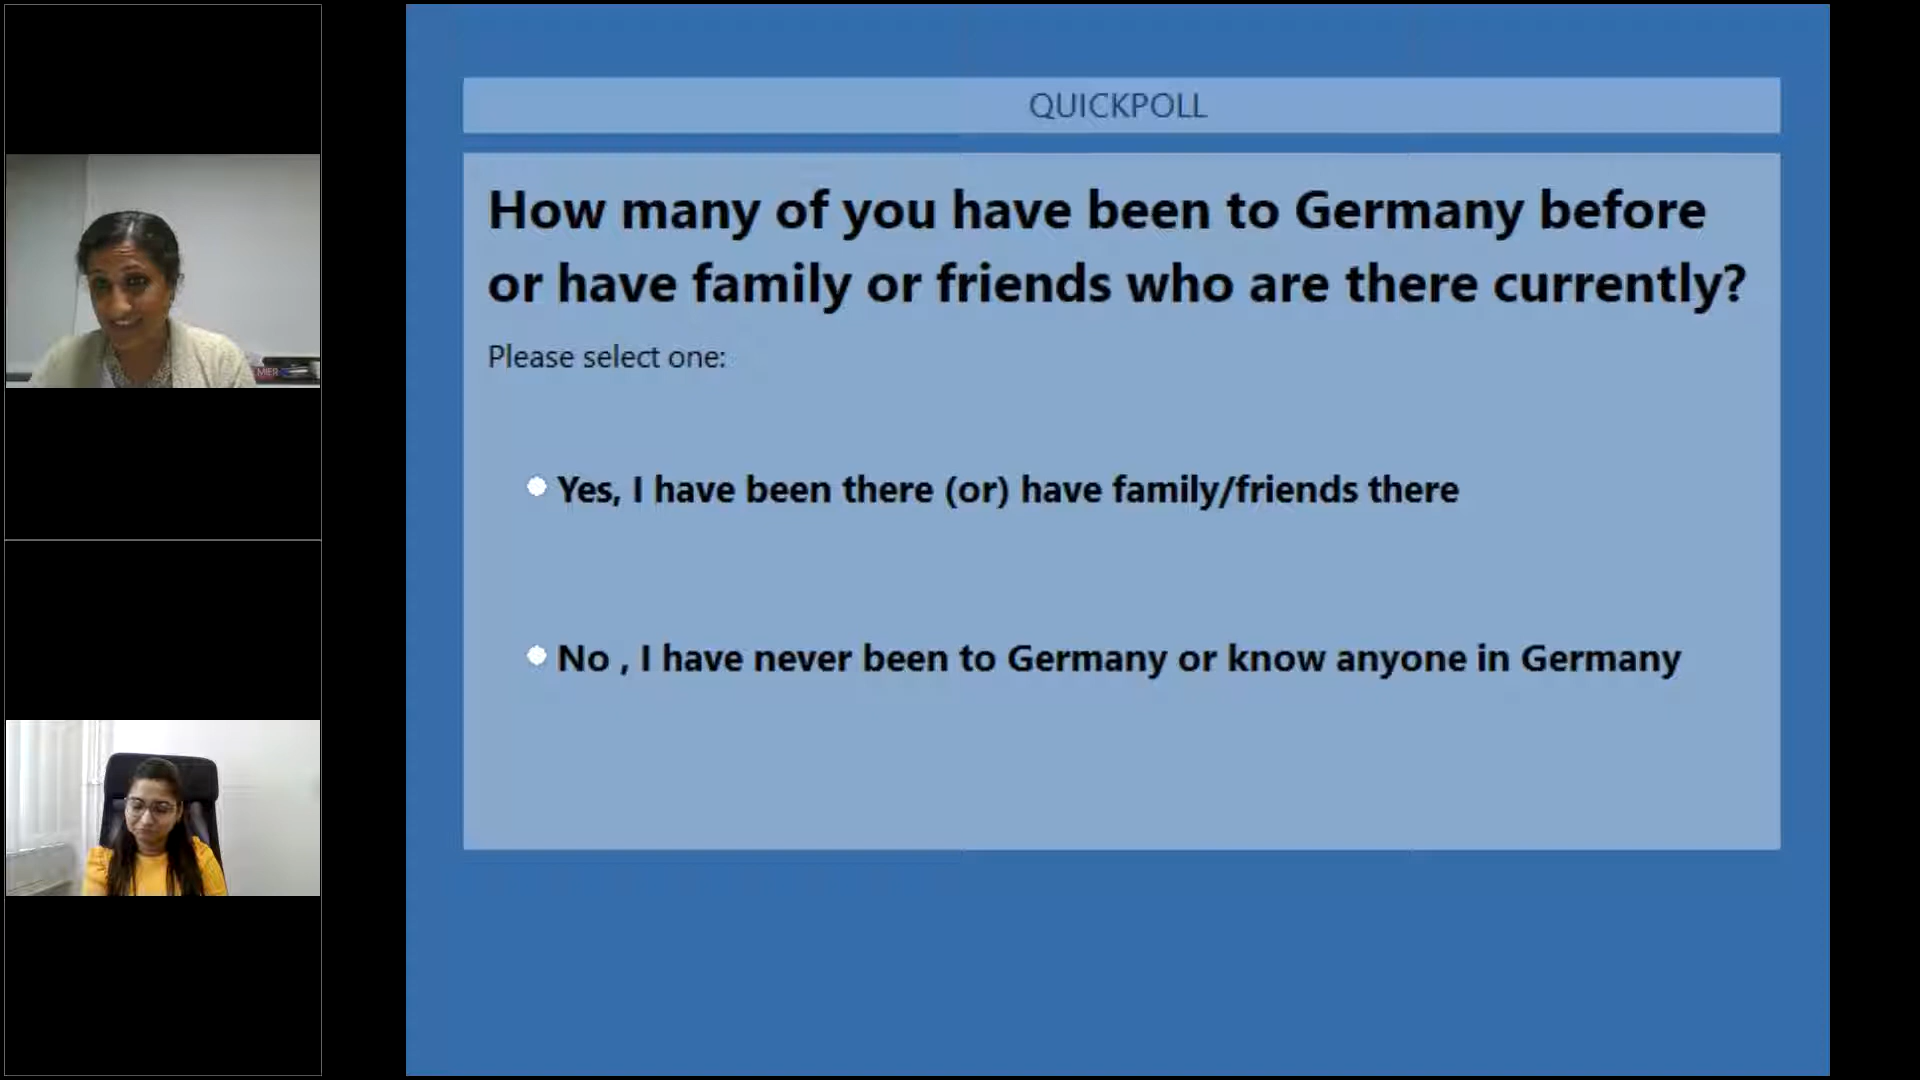 QUICKPOLL
How many of you have been to Germany before
or have family or friends who are there currently?
Please select one:
Yes, I have been there (or) have family/friends there
No , I have never been to Germany or know anyone in Germany
MIER